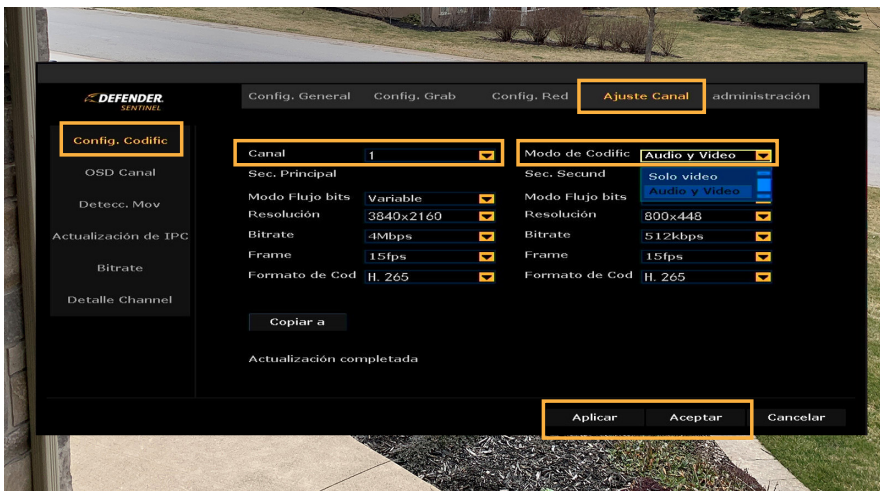 DEFENDER
SENTINEL
Config. General
Config. Grab
Config. Red
Ajuste Canal
administración
Config. Codific
OSD Canal
Detecc. Mov
Actualización de IPC
Bitrate
Detalle Channel
Canal 1
Modo de Codific Audio y Video
Solo video
Audio y Video
Sec. Principal
Sec. Secund
Modo Flujo bits Variable
Modo Flujo bits
Resolución 3840x2160
Resolución 800x448
Bitrate 4Mbps
Bitrate 512kbps
Frame 15fps
Frame 15fps
Formato de Cod H. 265
Formato de Cod H. 265
Copiar a
Actualización completada
Aplicar
Aceptar
Cancelar